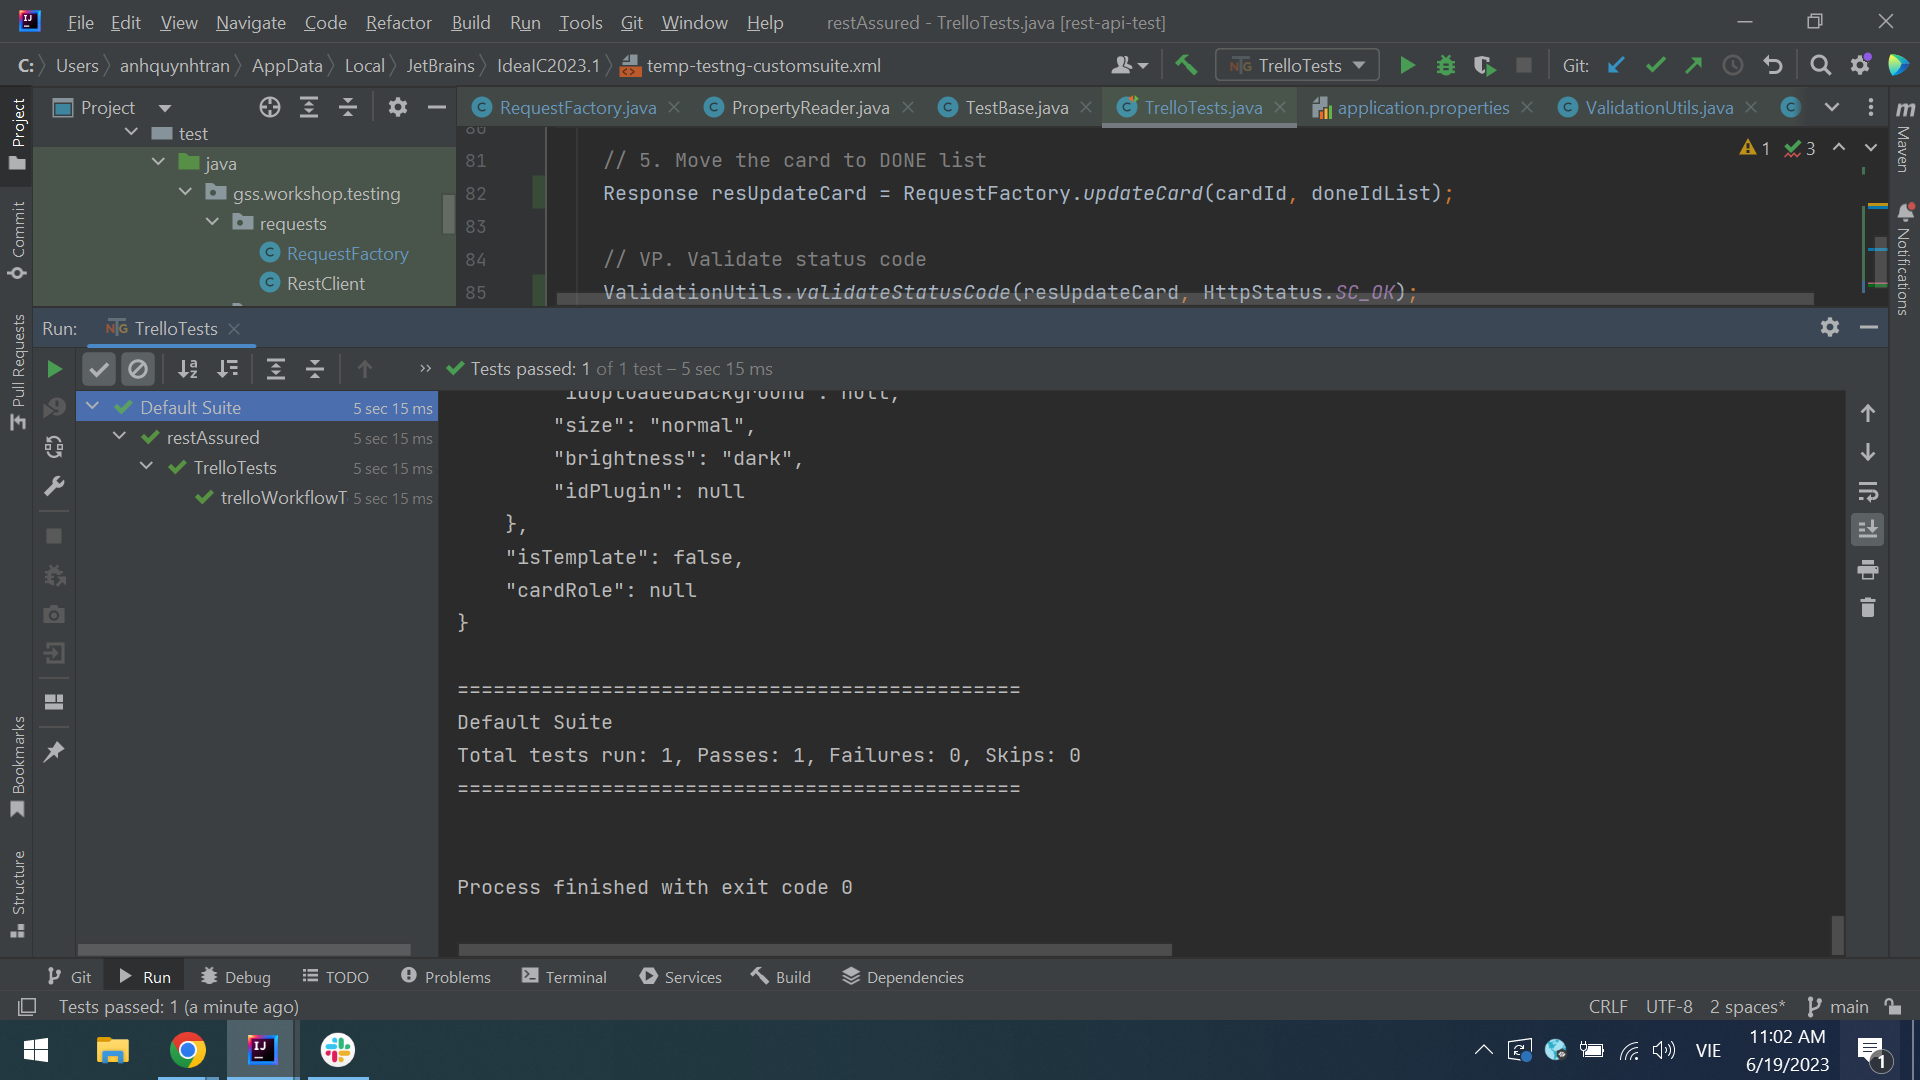 File Edit View Navigate Code Refactor Build Run Tools Git Window Help restAssured - TrelloTests.java [rest-api-test]
C: Users anhquynhtran AppData Local JetBrains IdeaIC2023.1 temp-testng-customsuite.xml TrelloTests Git:
Project
RequestFactory.java PropertyReader.java TestBase.java TrelloTests.java application.properties ValidationUtils.java
test
java
gss.workshop.testing
requests
RequestFactory
RestClient
80
81 // 5. Move the card to DONE list
82 Response resUpdateCard = RequestFactory.updateCard(cardId, doneIdList);
83
84 // VP. Validate status code
85 ValidationUtils.validateStatusCode(resUpdateCard, HttpStatus.SC_OK);
1 3
Project
Commit
Pull Requests
Bookmarks
Structure
Maven
Notifications
Run: TrelloTests
Tests passed: 1 of 1 test – 5 sec 15 ms
Default Suite 5 sec 15 ms
restAssured 5 sec 15 ms
TrelloTests 5 sec 15 ms
trelloWorkflowT 5 sec 15 ms
"idUploadedBackground": null,
"size": "normal",
"brightness": "dark",
"idPlugin": null
},
"isTemplate": false,
"cardRole": null
}
===============================================
Default Suite
Total tests run: 1, Passes: 1, Failures: 0, Skips: 0
===============================================
Process finished with exit code 0
Git Run Debug TODO Problems Terminal Services Build Dependencies
Tests passed: 1 (a minute ago) CRLF UTF-8 2 spaces* main
VIE
11:02 AM
6/19/2023
1